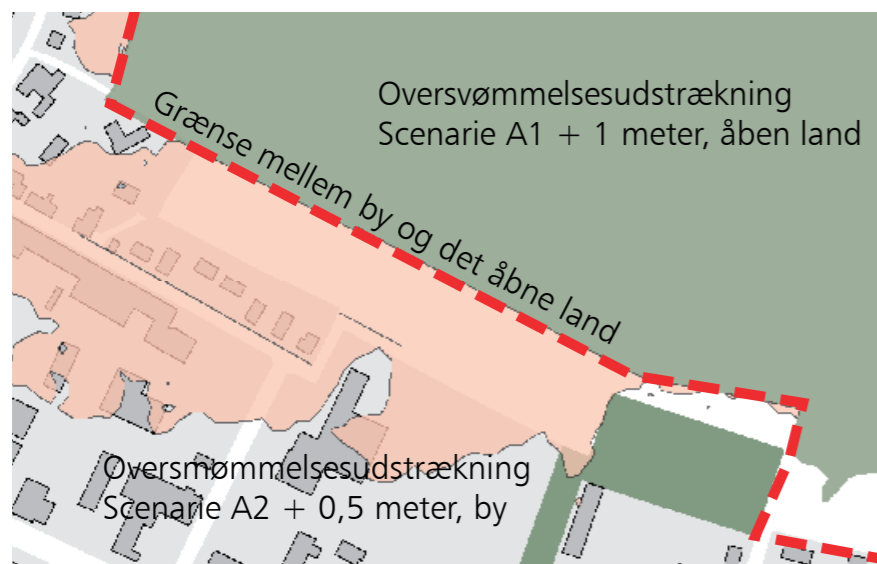 Oversvømmelsesudstrækning
Scenarie A1 + 1 meter, åben land
Grænse mellem by og det åbne land
Oversmømmelsesudstrækning
Scenarie A2 + 0,5 meter, by